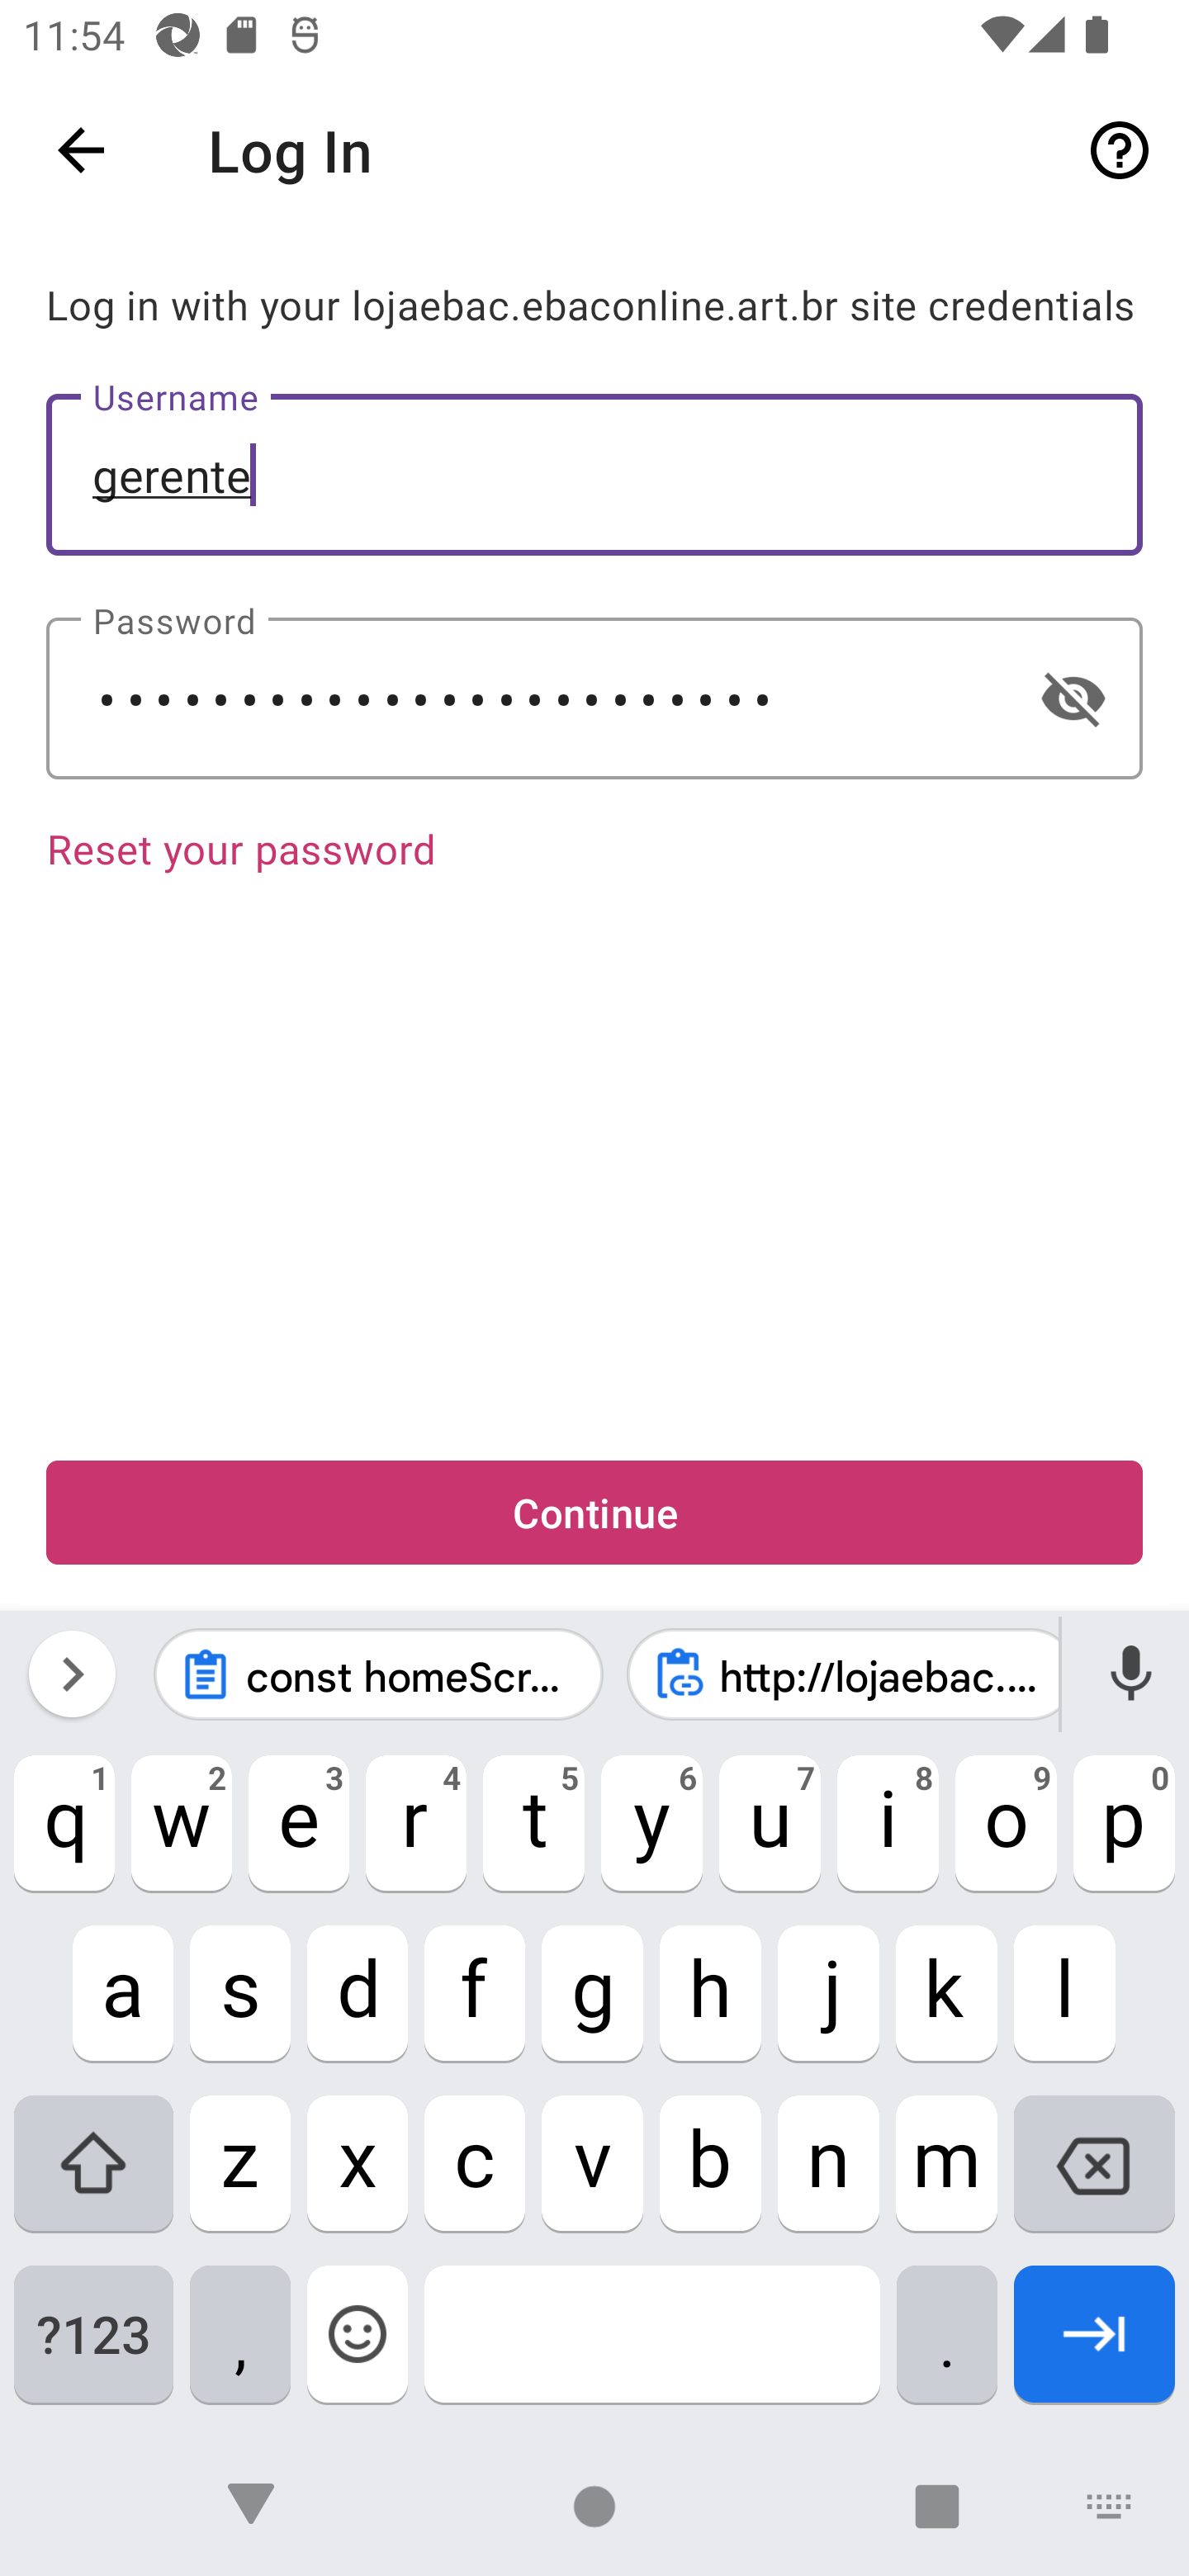 11:54
Log In
Log in with your lojaebac.ebaconline.art.br site credentials
Username
gerente
Password
••••••••••••••••••••••••
Reset your password
Continue
const homeScr...
http://lojaebac....
1 2 3 4 5 6 7 8 9 0
q w e r t y u i o p
a s d f g h j k l
z x c v b n m
?123 , .